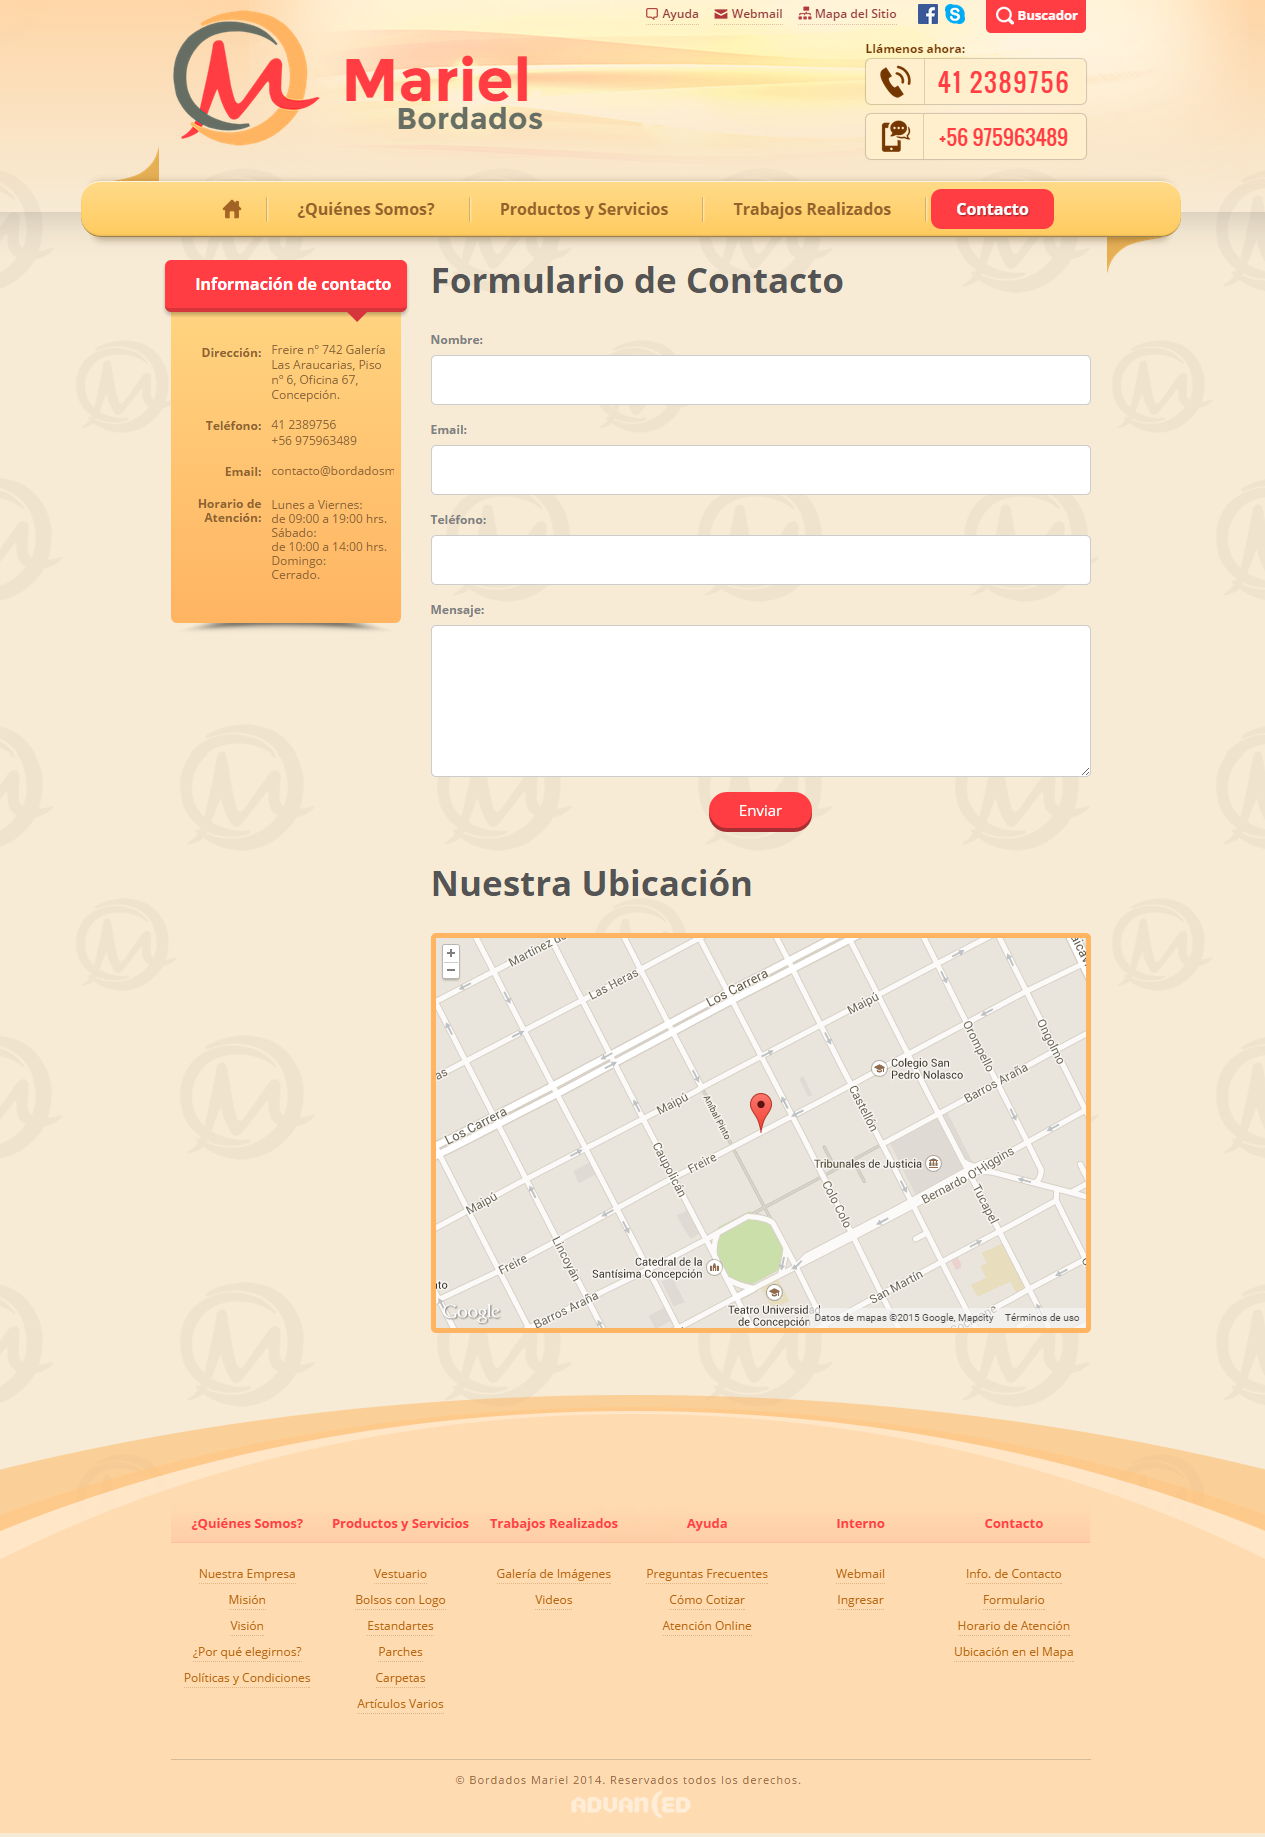 Ayuda
Webmail
Mapa del Sitio
Buscador
Mariel
Bordados
Llámenos ahora:
41 2389756
+56 975963489
¿Quiénes Somos?
Productos y Servicios
Trabajos Realizados
Contacto
Información de contacto
Dirección:
Freire nº 742 Galería
Las Araucarias, Piso
nº 6, Oficina 67,
Concepción.
Teléfono:
41 2389756
+56 975963489
Email:
contacto@bordadosm
Horario de
Atención:
Lunes a Viernes:
de 09:00 a 19:00 hrs.
Sábado:
de 10:00 a 14:00 hrs.
Domingo:
Cerrado.
Formulario de Contacto
Nombre:
Email:
Teléfono:
Mensaje:
Enviar
Nuestra Ubicación
Martinez de
Las Heras
Los Carrera
Maipú
Orompello
Ongolmo
Colegio San
Pedro Nolasco
Barros Araña
Castellón
Aníbal Pinto
Maipú
Los Carrera
Caupolicán
Freire
Tribunales de Justicia
Bernardo O'Higgins
Tucapel
Colo Colo
Maipú
Lincoyán
Freire
Catedral de la
Santísima Concepción
San Martín
Barros Araña
Teatro Universidad
de Concepción
Google
Datos de mapas ©2015 Google, Mapcity
Términos de uso
¿Quiénes Somos?
Nuestra Empresa
Misión
Visión
¿Por qué elegirnos?
Políticas y Condiciones
Productos y Servicios
Vestuario
Bolsos con Logo
Estandartes
Parches
Carpetas
Artículos Varios
Trabajos Realizados
Galería de Imágenes
Videos
Ayuda
Preguntas Frecuentes
Cómo Cotizar
Atención Online
Interno
Webmail
Ingresar
Contacto
Info. de Contacto
Formulario
Horario de Atención
Ubicación en el Mapa
© Bordados Mariel 2014. Reservados todos los derechos.
ADVANCED